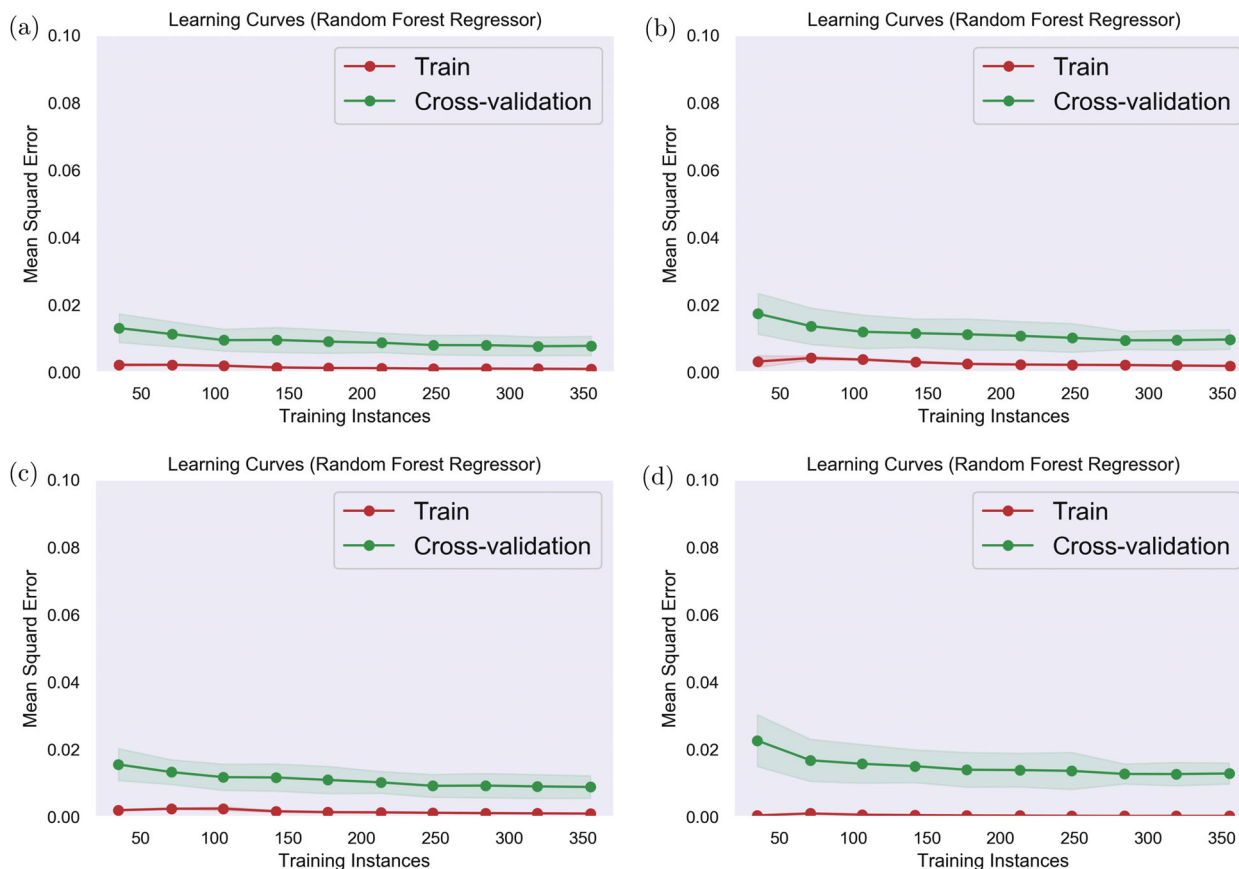 (a)
Learning Curves (Random Forest Regressor)
0.10
0.08
0.06
0.04
0.02
0.00
Mean Squard Error
Train
Cross-validation
50 100 150 200 250 300 350
Training Instances
(b)
Learning Curves (Random Forest Regressor)
0.10
0.08
0.06
0.04
0.02
0.00
Mean Squard Error
Train
Cross-validation
50 100 150 200 250 300 350
Training Instances
(c)
Learning Curves (Random Forest Regressor)
0.10
0.08
0.06
0.04
0.02
0.00
Mean Squard Error
Train
Cross-validation
50 100 150 200 250 300 350
Training Instances
(d)
Learning Curves (Random Forest Regressor)
0.10
0.08
0.06
0.04
0.02
0.00
Mean Squard Error
Train
Cross-validation
50 100 150 200 250 300 350
Training Instances